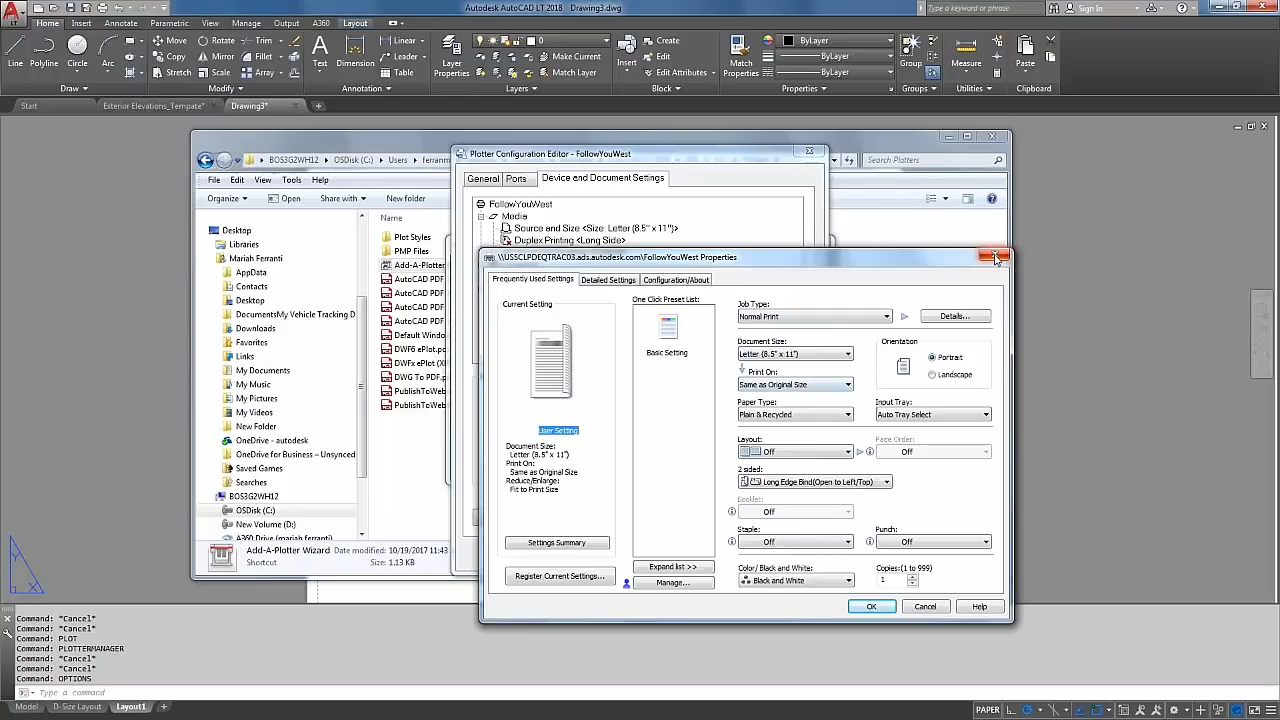 Autodesk AutoCAD LT 2018 Drawing3.dwg
Type a keyword or phrase
Sign In
Home Insert Annotate Parametric View Manage Output A360 Layout
Line Polyline Circle Arc
Move Rotate Trim
Copy Mirror Fillet
Stretch Scale Array
Text Dimension
Linear
Leader
Table
Layer Properties
0
Make Current
Match Layer
Insert
Create
Edit
Edit Attributes
Match Properties
ByLayer
ByLayer
ByLayer
Group Measure Paste
Draw Modify Annotation Layers Block Properties Groups Utilities Clipboard
Start Exterior Elevations_Tempate* Drawing3*
BOS3G2WH12 OSDisk (C:) Users
Search Plotters
File Edit View Tools Help
Organize Open Share with New folder
Desktop
Libraries
Mariah Ferranti
AppData
Contacts
Desktop
DocumentsMy Vehicle Tracking D
Downloads
Favorites
Links
My Documents
My Music
My Pictures
My Videos
New Folder
OneDrive - autodesk
OneDrive for Business – Unsynced
Saved Games
Searches
BOS3G2WH12
OSDisk (C:)
New Volume (D:)
A360 Drive (mariah ferranti)
Name
Plot Styles
PMP Files
Add-A-Plotter
AutoCAD PDF
AutoCAD PDF
AutoCAD PDF
AutoCAD PDF
Default Windo
DWF6 ePlot.pc
DWFx ePlot (X
DWG To PDF.p
PublishToWeb
PublishToWeb
Add-A-Plotter Wizard Date modified: 10/19/2017 11:43
Shortcut Size: 1.13 KB
Plotter Configuration Editor - FollowYouWest
General Ports Device and Document Settings
FollowYouWest
Media
Source and Size <Size: Letter (8.5" x 11")>
Duplex Printing <Long Side>
\\USSCLPDEQTRAC03.ads.autodesk.com\FollowYouWest Properties
Frequently Used Settings Detailed Settings Configuration/About
Current Setting
User Setting
Document Size:
Letter (8.5" x 11")
Print On:
Same as Original Size
Reduce/Enlarge:
Fit to Print Size
Settings Summary
Register Current Settings...
One Click Preset List:
Basic Setting
Expand list >>
Manage...
Job Type:
Normal Print Details...
Document Size:
Letter (8.5" x 11")
Print On:
Same as Original Size
Orientation
Portrait
Landscape
Paper Type: Input Tray:
Plain & Recycled Auto Tray Select
Layout: Page Order:
Off Off
2 sided:
Long Edge Bind(Open to Left/Top)
Booklet:
Off
Staple: Punch:
Off Off
Color/ Black and White: Copies:(1 to 999)
Black and White 1
OK Cancel Help
Y
X
Command: *Cancel*
Command: *Cancel*
Command: PLOT
Command: PLOTTERMANAGER
Command: *Cancel*
Command: *Cancel*
Command: OPTIONS
Type a command
Model D-Size Layout Layout1
PAPER